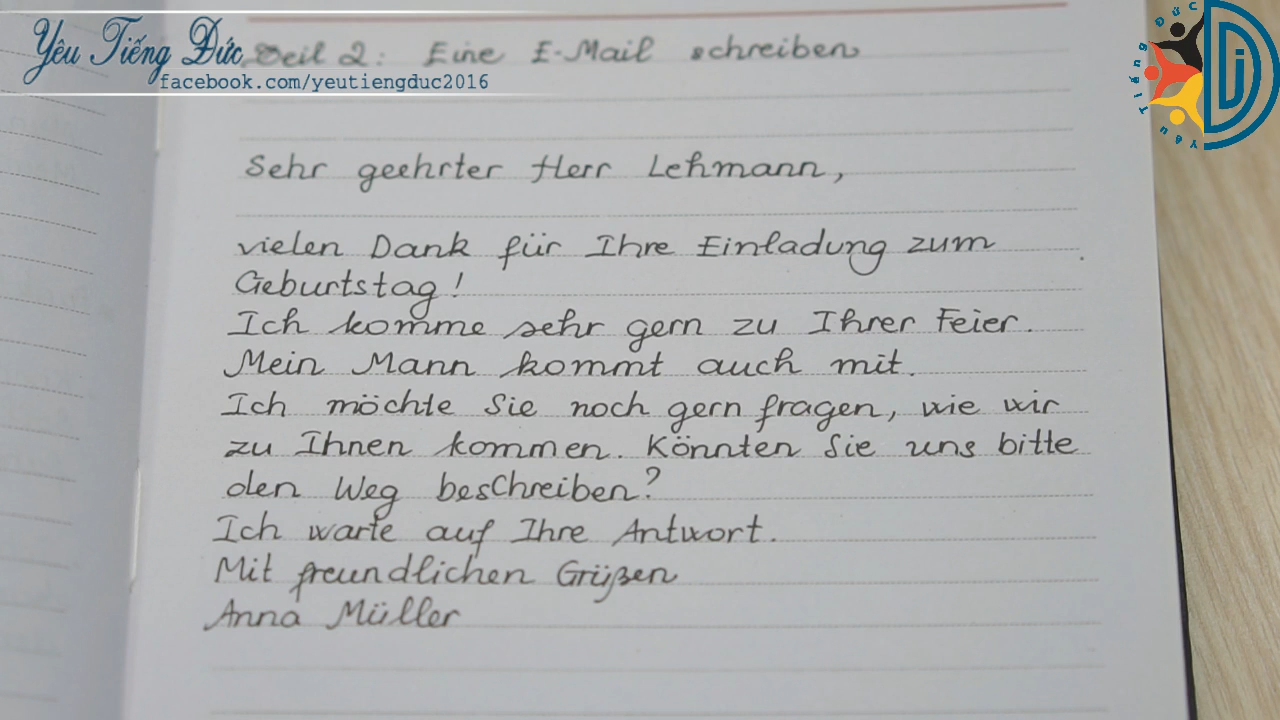 Yêu Tiếng Đức
facebook.com/yeutiengduc2016
Yêu Tiếng Đức
Teil 2: Eine E-Mail schreiben
Sehr geehrter Herr Lehmann,
vielen Dank für Ihre Einladung zum
Geburtstag!
Ich komme sehr gern zu Ihrer Feier.
Mein Mann kommt auch mit.
Ich möchte Sie noch gern fragen, wie wir
zu Ihnen kommen. Könnten Sie uns bitte
den Weg beschreiben?
Ich warte auf Ihre Antwort.
Mit freundlichen Grüßen
Anna Müller